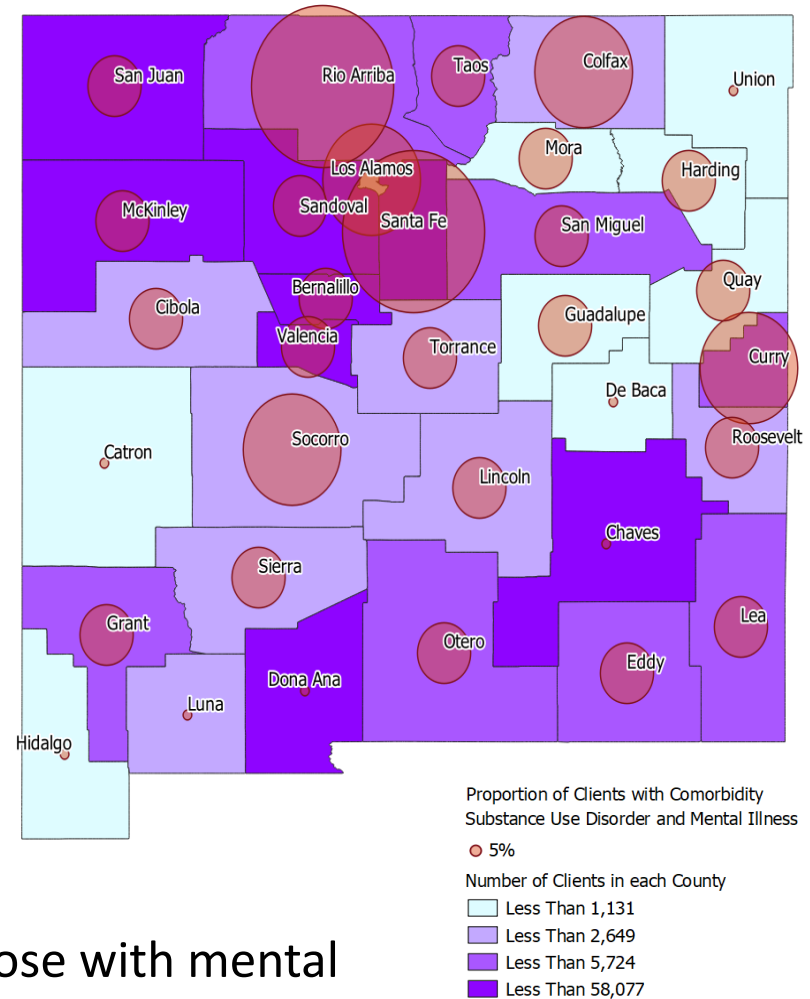 San Juan
Rio Arriba
Taos
Colfax
Union
Mora
Los Alamos
Harding
McKinley
Sandoval
Santa Fe
San Miguel
Bernalillo
Quay
Cibola
Guadalupe
Valencia
Torrance
Curry
De Baca
Socorro
Roosevelt
Catron
Lincoln
Chaves
Sierra
Grant
Lea
Otero
Eddy
Dona Ana
Luna
Hidalgo
Proportion of Clients with Comorbidity
Substance Use Disorder and Mental Illness
5%
Number of Clients in each County
Less Than 1,131
Less Than 2,649
Less Than 5,724
Less Than 58,077
ose with mental